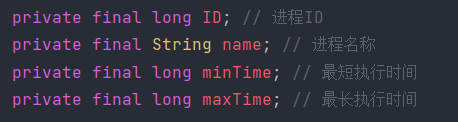 private final long ID; // 进程ID
private final String name; // 进程名称
private final long minTime; // 最短执行时间
private final long maxTime; // 最长执行时间